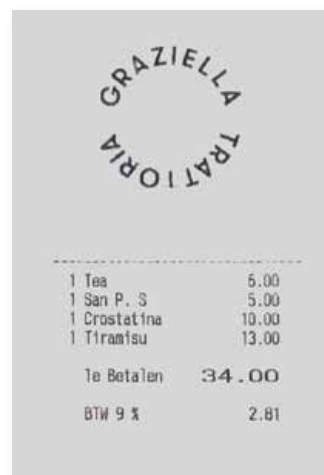 GRAZIELLA
TRATTORIA
1 Tea 6.00
1 San P. S 5.00
1 Crostatina 10.00
1 Tiramisu 13.00
Te Betalen 34.00
BTW 9 % 2.81